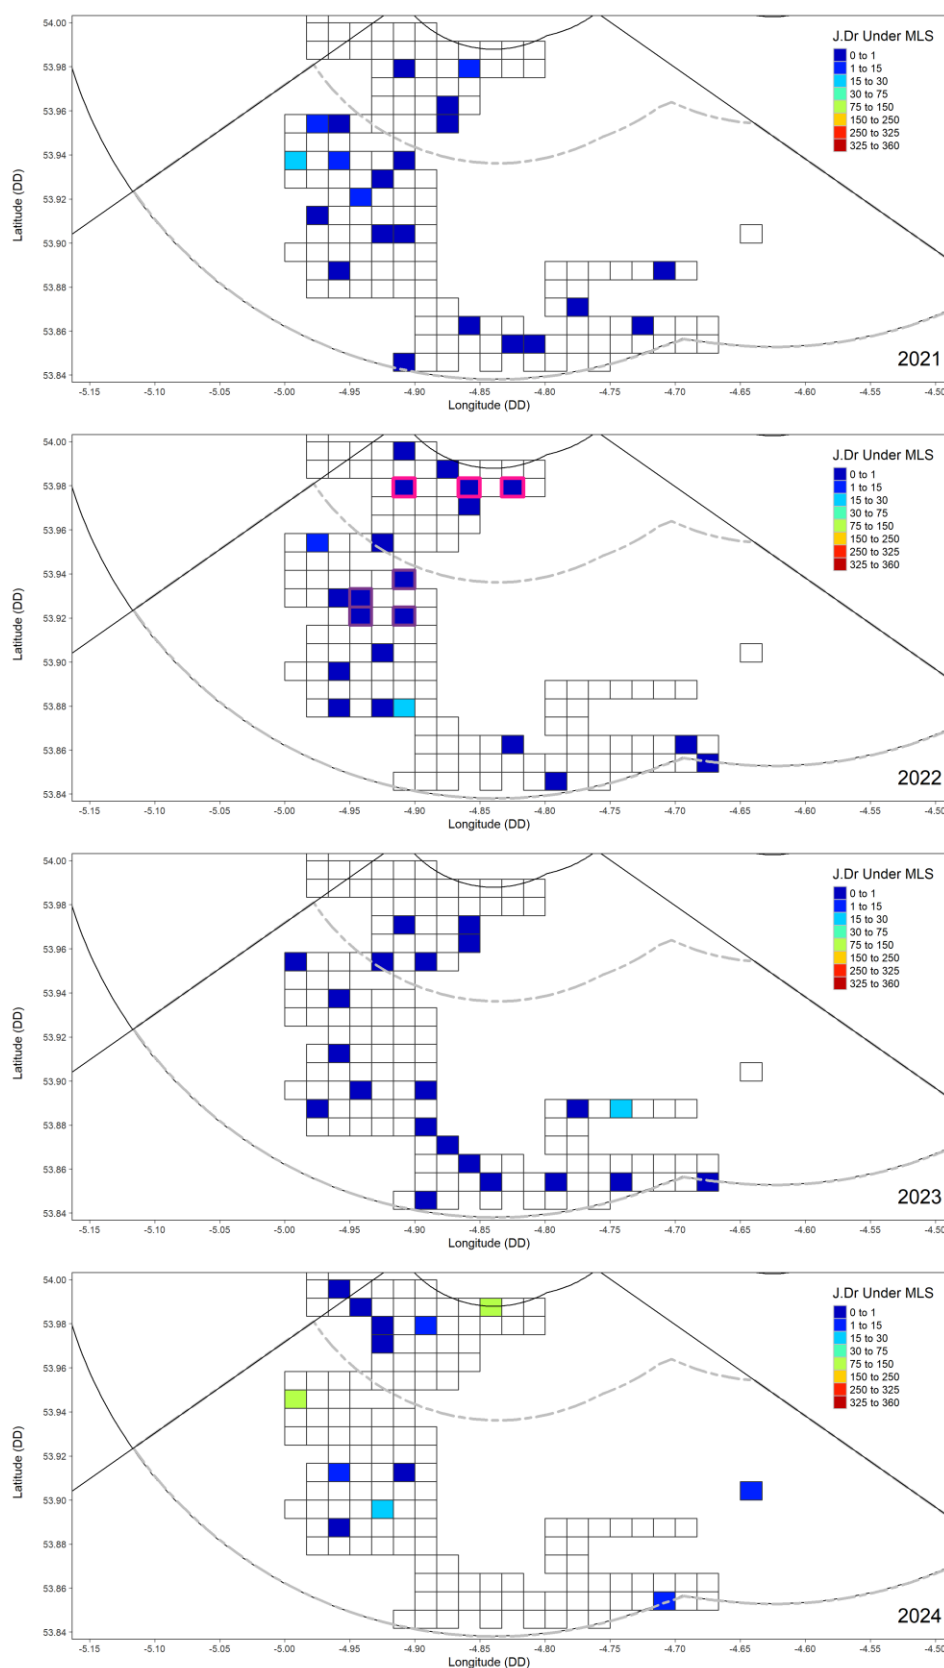 54.00
53.98
53.96
53.94
53.92
53.90
53.88
53.86
53.84
Latitude (DD)
-5.15 -5.10 -5.05 -5.00 -4.95 -4.90 -4.85 -4.80 -4.75 -4.70 -4.65 -4.60 -4.55 -4.50
Longitude (DD)
J.Dr Under MLS
0 to 1
1 to 15
15 to 30
30 to 75
75 to 150
150 to 250
250 to 325
325 to 360
2021
54.00
53.98
53.96
53.94
53.92
53.90
53.88
53.86
53.84
Latitude (DD)
-5.15 -5.10 -5.05 -5.00 -4.95 -4.90 -4.85 -4.80 -4.75 -4.70 -4.65 -4.60 -4.55 -4.50
Longitude (DD)
J.Dr Under MLS
0 to 1
1 to 15
15 to 30
30 to 75
75 to 150
150 to 250
250 to 325
325 to 360
2022
54.00
53.98
53.96
53.94
53.92
53.90
53.88
53.86
53.84
Latitude (DD)
-5.15 -5.10 -5.05 -5.00 -4.95 -4.90 -4.85 -4.80 -4.75 -4.70 -4.65 -4.60 -4.55 -4.50
Longitude (DD)
J.Dr Under MLS
0 to 1
1 to 15
15 to 30
30 to 75
75 to 150
150 to 250
250 to 325
325 to 360
2023
54.00
53.98
53.96
53.94
53.92
53.90
53.88
53.86
53.84
Latitude (DD)
-5.15 -5.10 -5.05 -5.00 -4.95 -4.90 -4.85 -4.80 -4.75 -4.70 -4.65 -4.60 -4.55 -4.50
Longitude (DD)
J.Dr Under MLS
0 to 1
1 to 15
15 to 30
30 to 75
75 to 150
150 to 250
250 to 325
325 to 360
2024